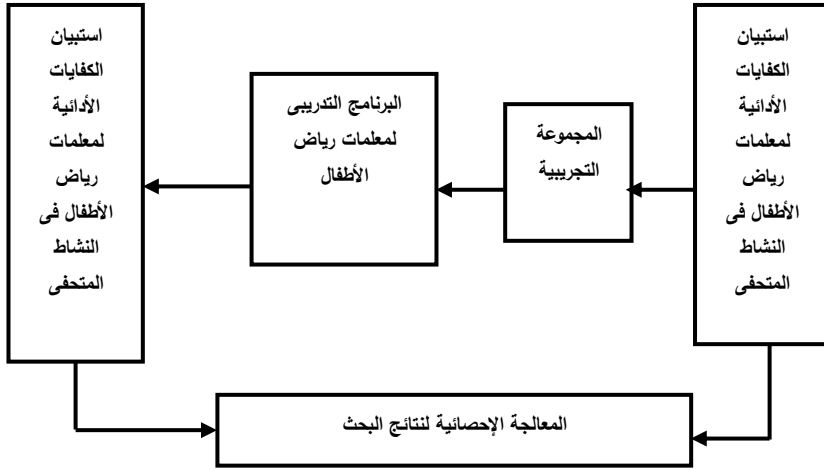 استبيان
الكفايات
الأدائية
لمعلمات
رياض
الأطفال فى
النشاط
المتحفى
المجموعة
التجريبية
البرنامج التدريبى
لمعلمات رياض
الأطفال
استبيان
الكفايات
الأدائية
لمعلمات
رياض
الأطفال فى
النشاط
المتحفى
المعالجة الإحصائية لنتائج البحث